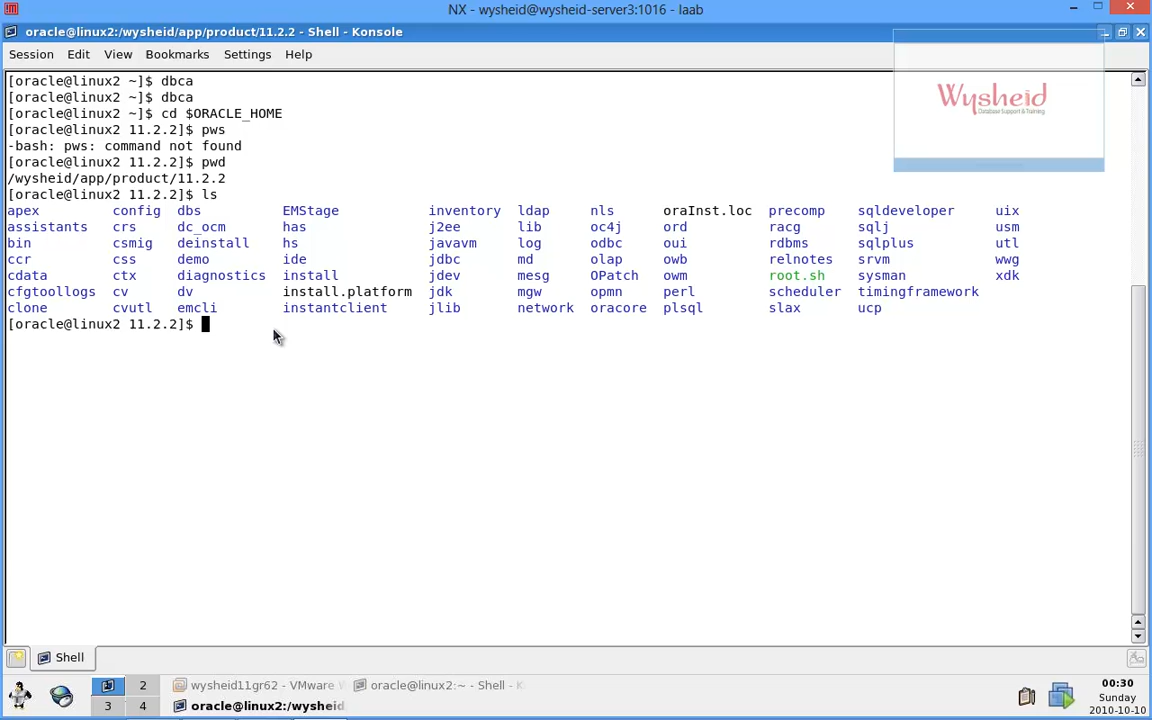 NX - wysheid@wysheid-server3:1016 - laab
oracle@linux2:/wysheid/app/product/11.2.2 - Shell - Konsole
Session Edit View Bookmarks Settings Help
Wysheid
Database Support & Training
[oracle@linux2 ~]$ dbca
[oracle@linux2 ~]$ dbca
[oracle@linux2 ~]$ cd $ORACLE_HOME
[oracle@linux2 11.2.2]$ pws
-bash: pws: command not found
[oracle@linux2 11.2.2]$ pwd
/wysheid/app/product/11.2.2
[oracle@linux2 11.2.2]$ ls
apex config dbs EMStage inventory ldap nls oraInst.loc precomp sqldeveloper uix
assistants crs dc_ocm has j2ee lib oc4j ord racg sqlj usm
bin csmig deinstall hs javavm log odbc oui rdbms sqlplus utl
ccr css demo ide jdbc md olap owb relnotes srvm wwg
cdata ctx diagnostics install jdev mesg OPatch owm root.sh sysman xdk
cfgtoollogs cv dv install.platform jdk mgw opmn perl scheduler timingframework
clone cvutl emcli instantclient jlib network oracore plsql slax ucp
[oracle@linux2 11.2.2]$
Shell
2 wysheid11gr62 - VMware oracle@linux2:~ - Shell - K
3 4 oracle@linux2:/wysheid
00:30
Sunday
2010-10-10